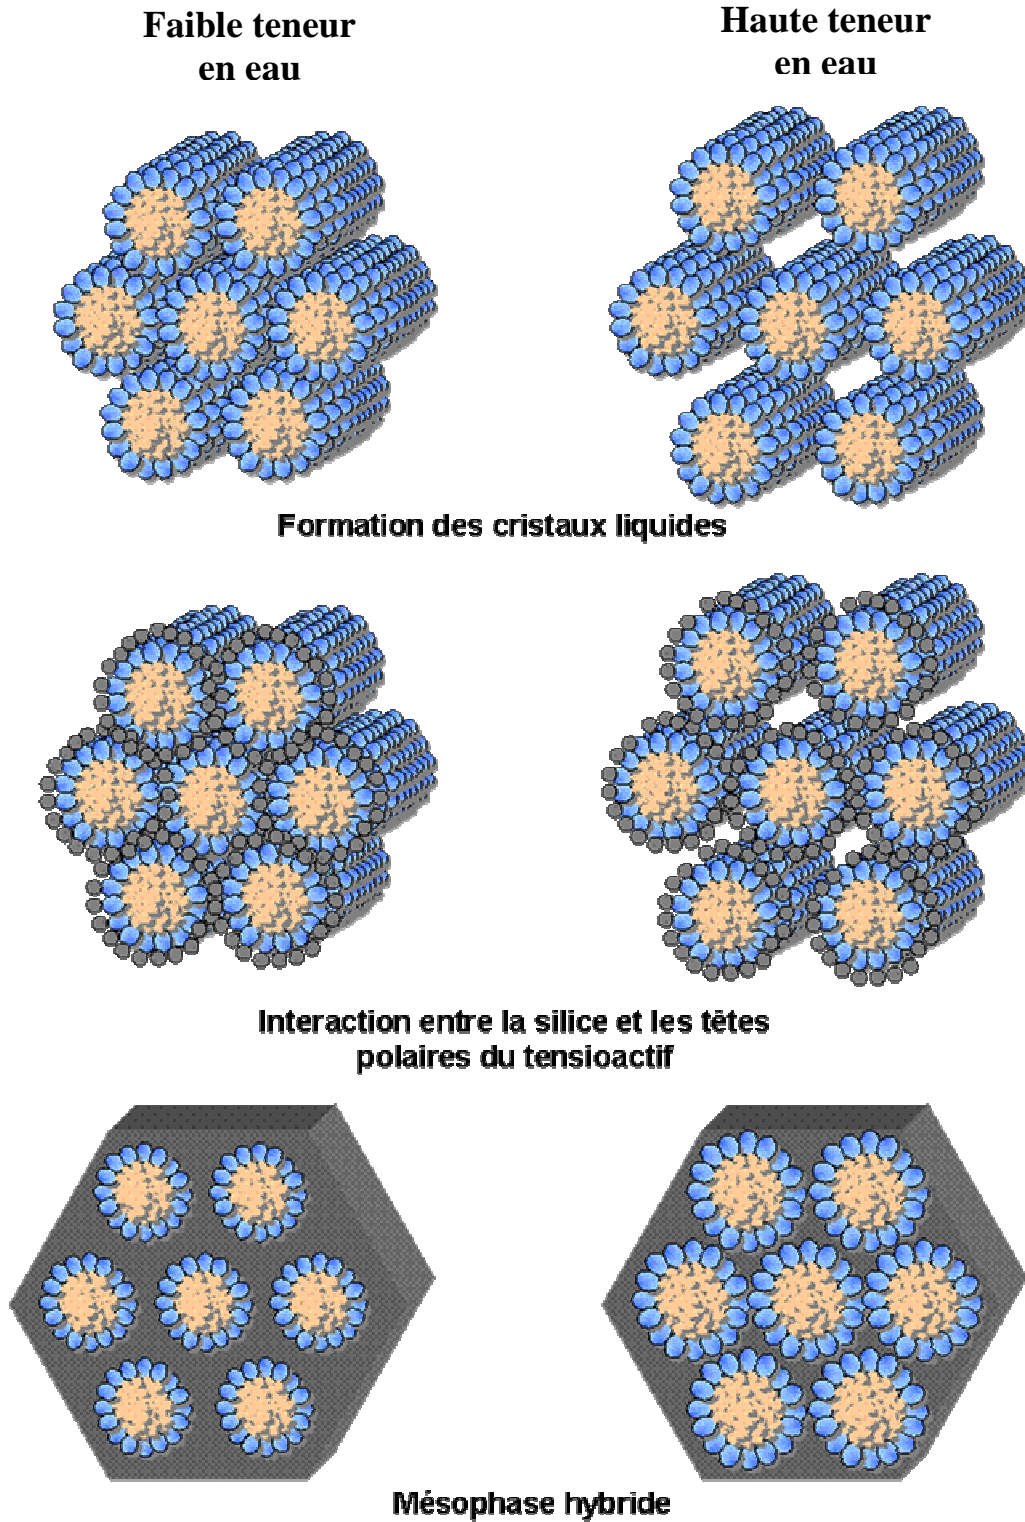 Faible teneur
en eau
Haute teneur
en eau
Formation des cristaux liquides
Interaction entre la silice et les têtes
polaires du tensioactif
Mésophase hybride